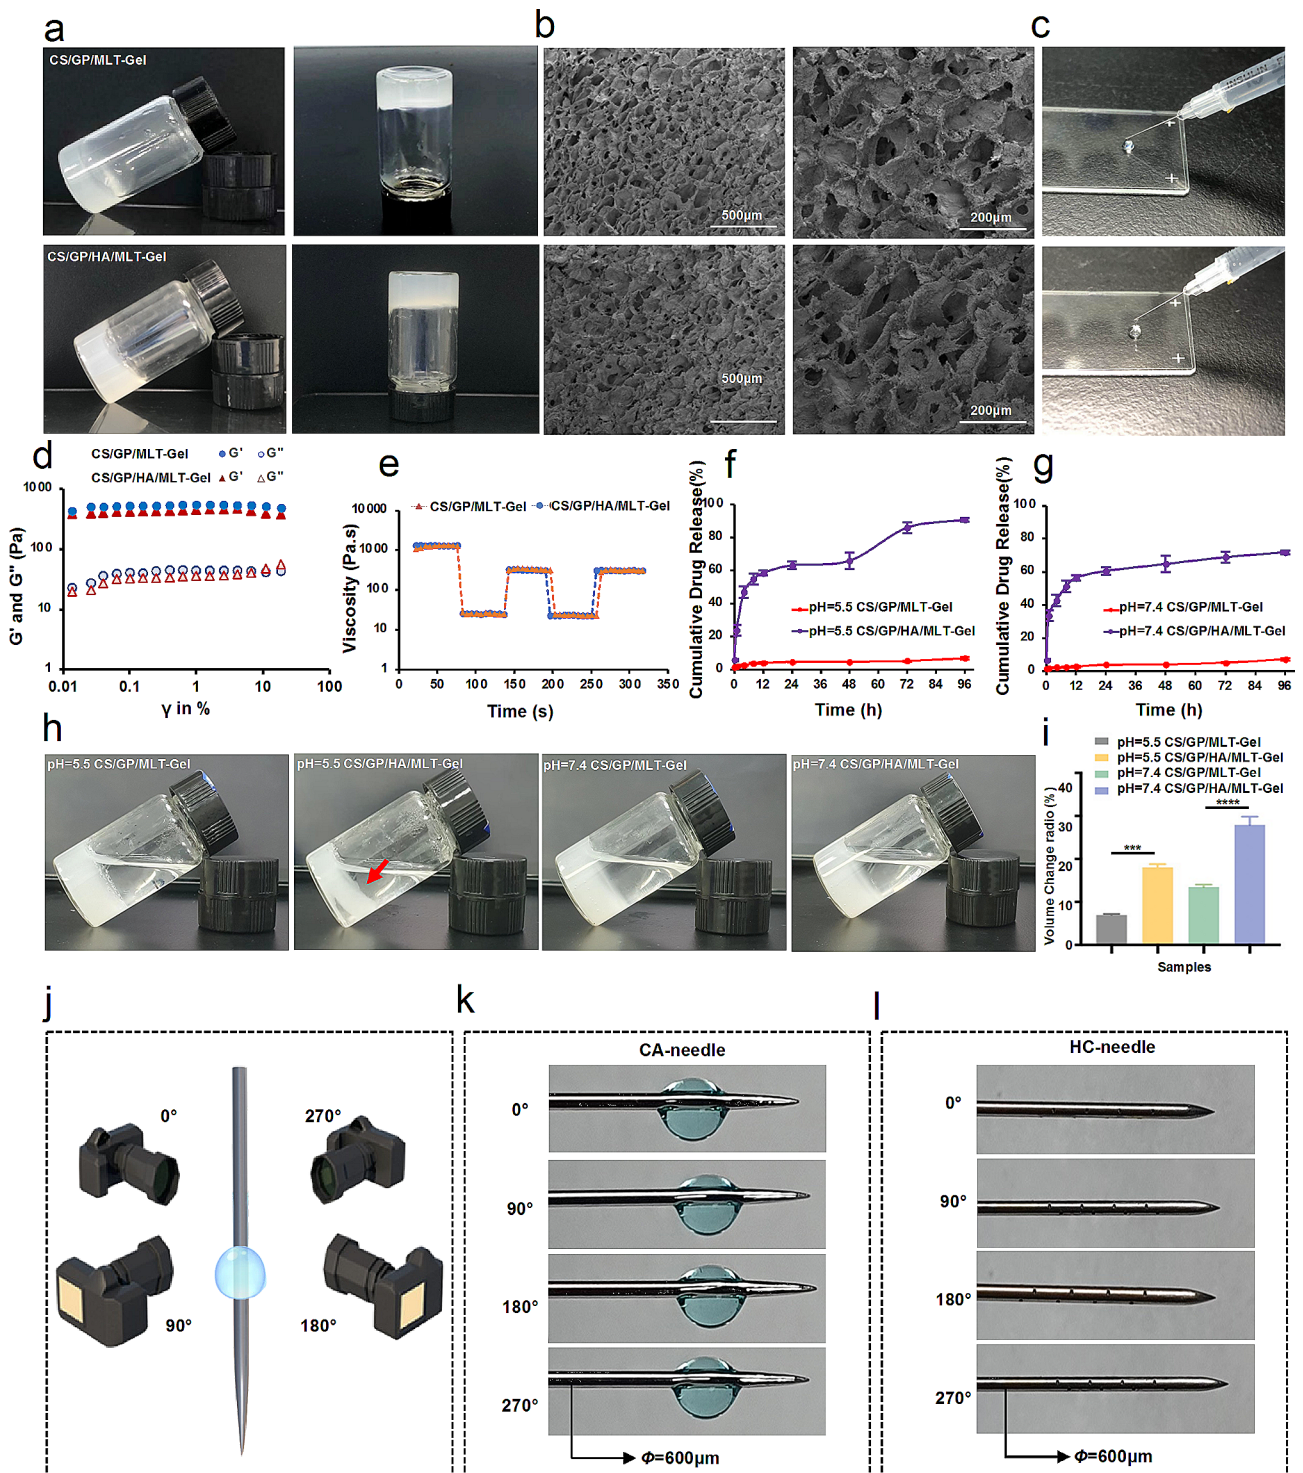 a
b
c
CS/GP/MLT-Gel
500μm
200μm
INSULIN
CS/GP/HA/MLT-Gel
500μm
200μm
d
CS/GP/MLT-Gel G' G"
CS/GP/HA/MLT-Gel G' G"
G' and G" (Pa)
1000
100
10
1
0.01 0.1 1 10 100
γ in %
e
CS/GP/MLT-Gel CS/GP/HA/MLT-Gel
Viscosity (Pa.s)
10000
1000
100
10
1
0 50 100 150 200 250 300 350
Time (s)
f
Cumulative Drug Release(%)
100
80
60
40
20
0
pH=5.5 CS/GP/MLT-Gel
pH=5.5 CS/GP/HA/MLT-Gel
0 12 24 36 48 60 72 84 96
Time (h)
g
Cumulative Drug Release(%)
100
80
60
40
20
0
pH=7.4 CS/GP/MLT-Gel
pH=7.4 CS/GP/HA/MLT-Gel
0 12 24 36 48 60 72 84 96
Time (h)
h
pH=5.5 CS/GP/MLT-Gel
pH=5.5 CS/GP/HA/MLT-Gel
pH=7.4 CS/GP/MLT-Gel
pH=7.4 CS/GP/HA/MLT-Gel
i
pH=5.5 CS/GP/MLT-Gel
pH=5.5 CS/GP/HA/MLT-Gel
pH=7.4 CS/GP/MLT-Gel
pH=7.4 CS/GP/HA/MLT-Gel
Volume Change radio (%)
40
30
20
10
0
***
****
Samples
j
0°
270°
90°
180°
k
CA-needle
0°
90°
180°
270°
Φ=600μm
l
HC-needle
0°
90°
180°
270°
Φ=600μm